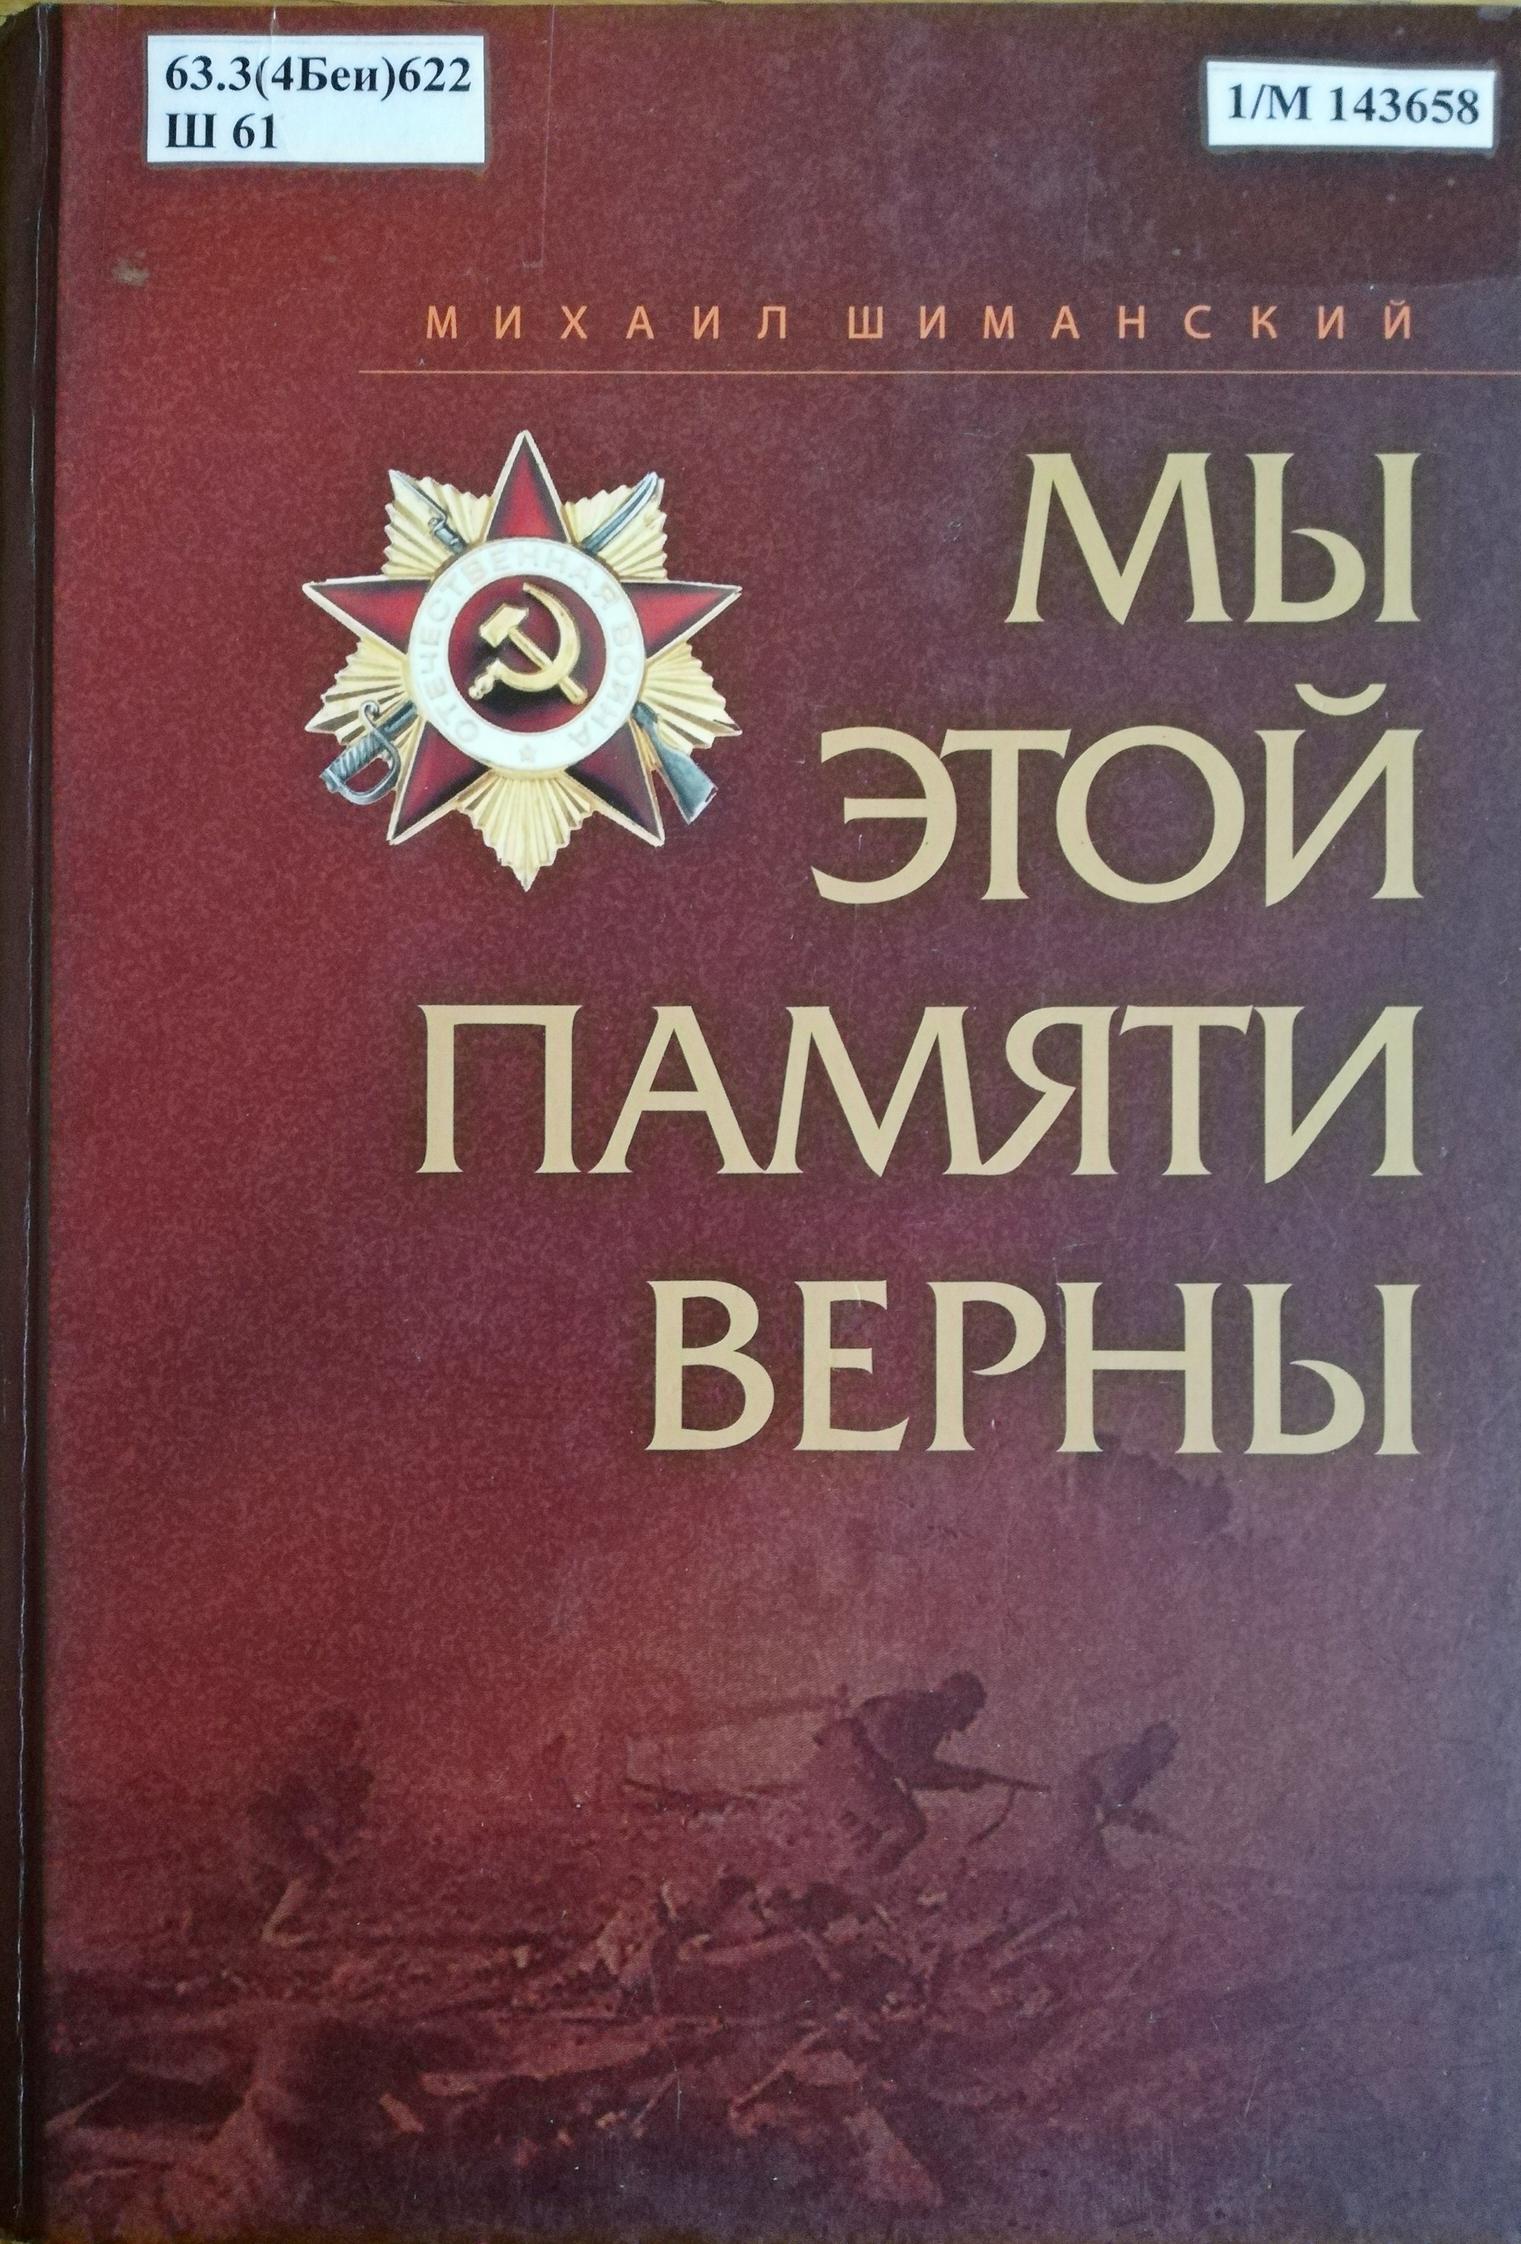 63.3(4Беи)622
Ш 61
1/М 143658
МИХАИЛ ШИМАНСКИЙ
ОТЕЧЕСТВЕННАЯ ВОЙНА
МЫ
ЭТОЙ
ПАМЯТИ
ВЕРНЫ